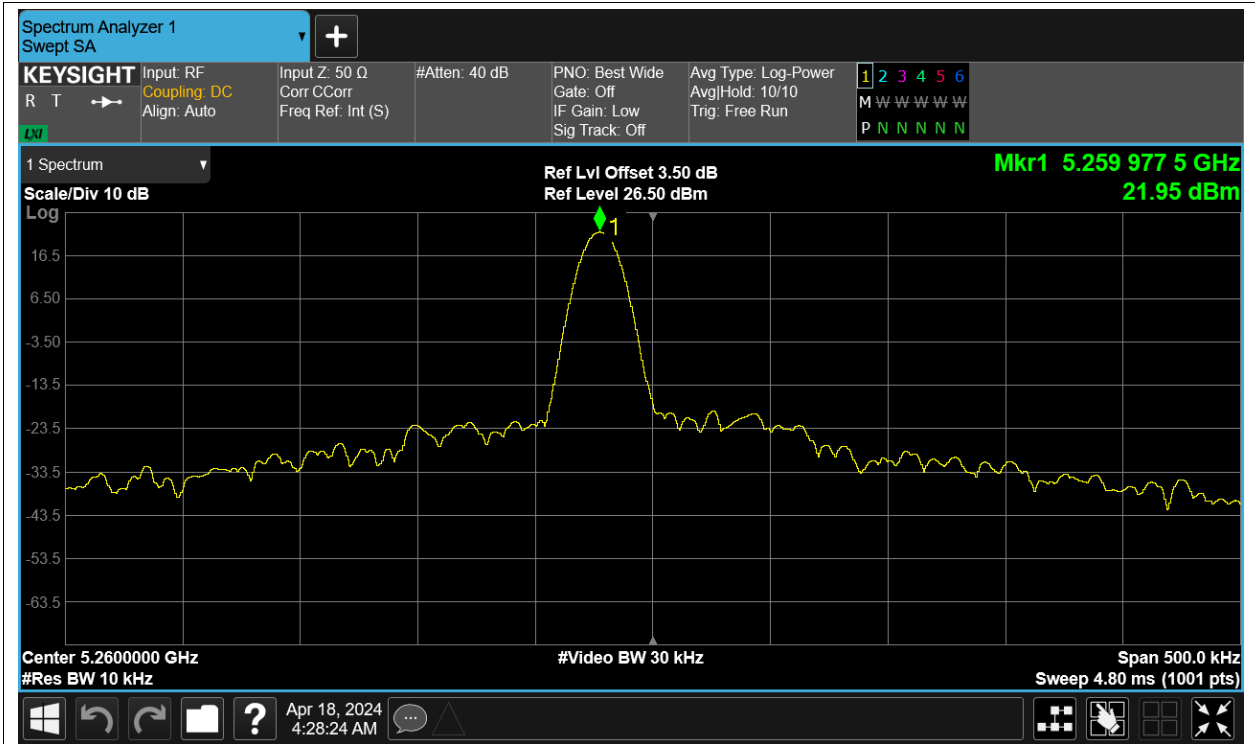 Spectrum Analyzer 1
Swept SA
KEYSIGHT
R T
LXI
Input: RF
Coupling: DC
Align: Auto
Input Z: 50 Ω
Corr CCorr
Freq Ref: Int (S)
#Atten: 40 dB
PNO: Best Wide
Gate: Off
IF Gain: Low
Sig Track: Off
Avg Type: Log-Power
Avg|Hold: 10/10
Trig: Free Run
1 2 3 4 5 6
M W W W W W
P N N N N N
1 Spectrum
Scale/Div 10 dB
Ref Lvl Offset 3.50 dB
Ref Level 26.50 dBm
Mkr1 5.259 977 5 GHz
21.95 dBm
Log
1
16.5
6.50
-3.50
-13.5
-23.5
-33.5
-43.5
-53.5
-63.5
Center 5.2600000 GHz
#Res BW 10 kHz
#Video BW 30 kHz
Span 500.0 kHz
Sweep 4.80 ms (1001 pts)
?
Apr 18, 2024
4:28:24 AM